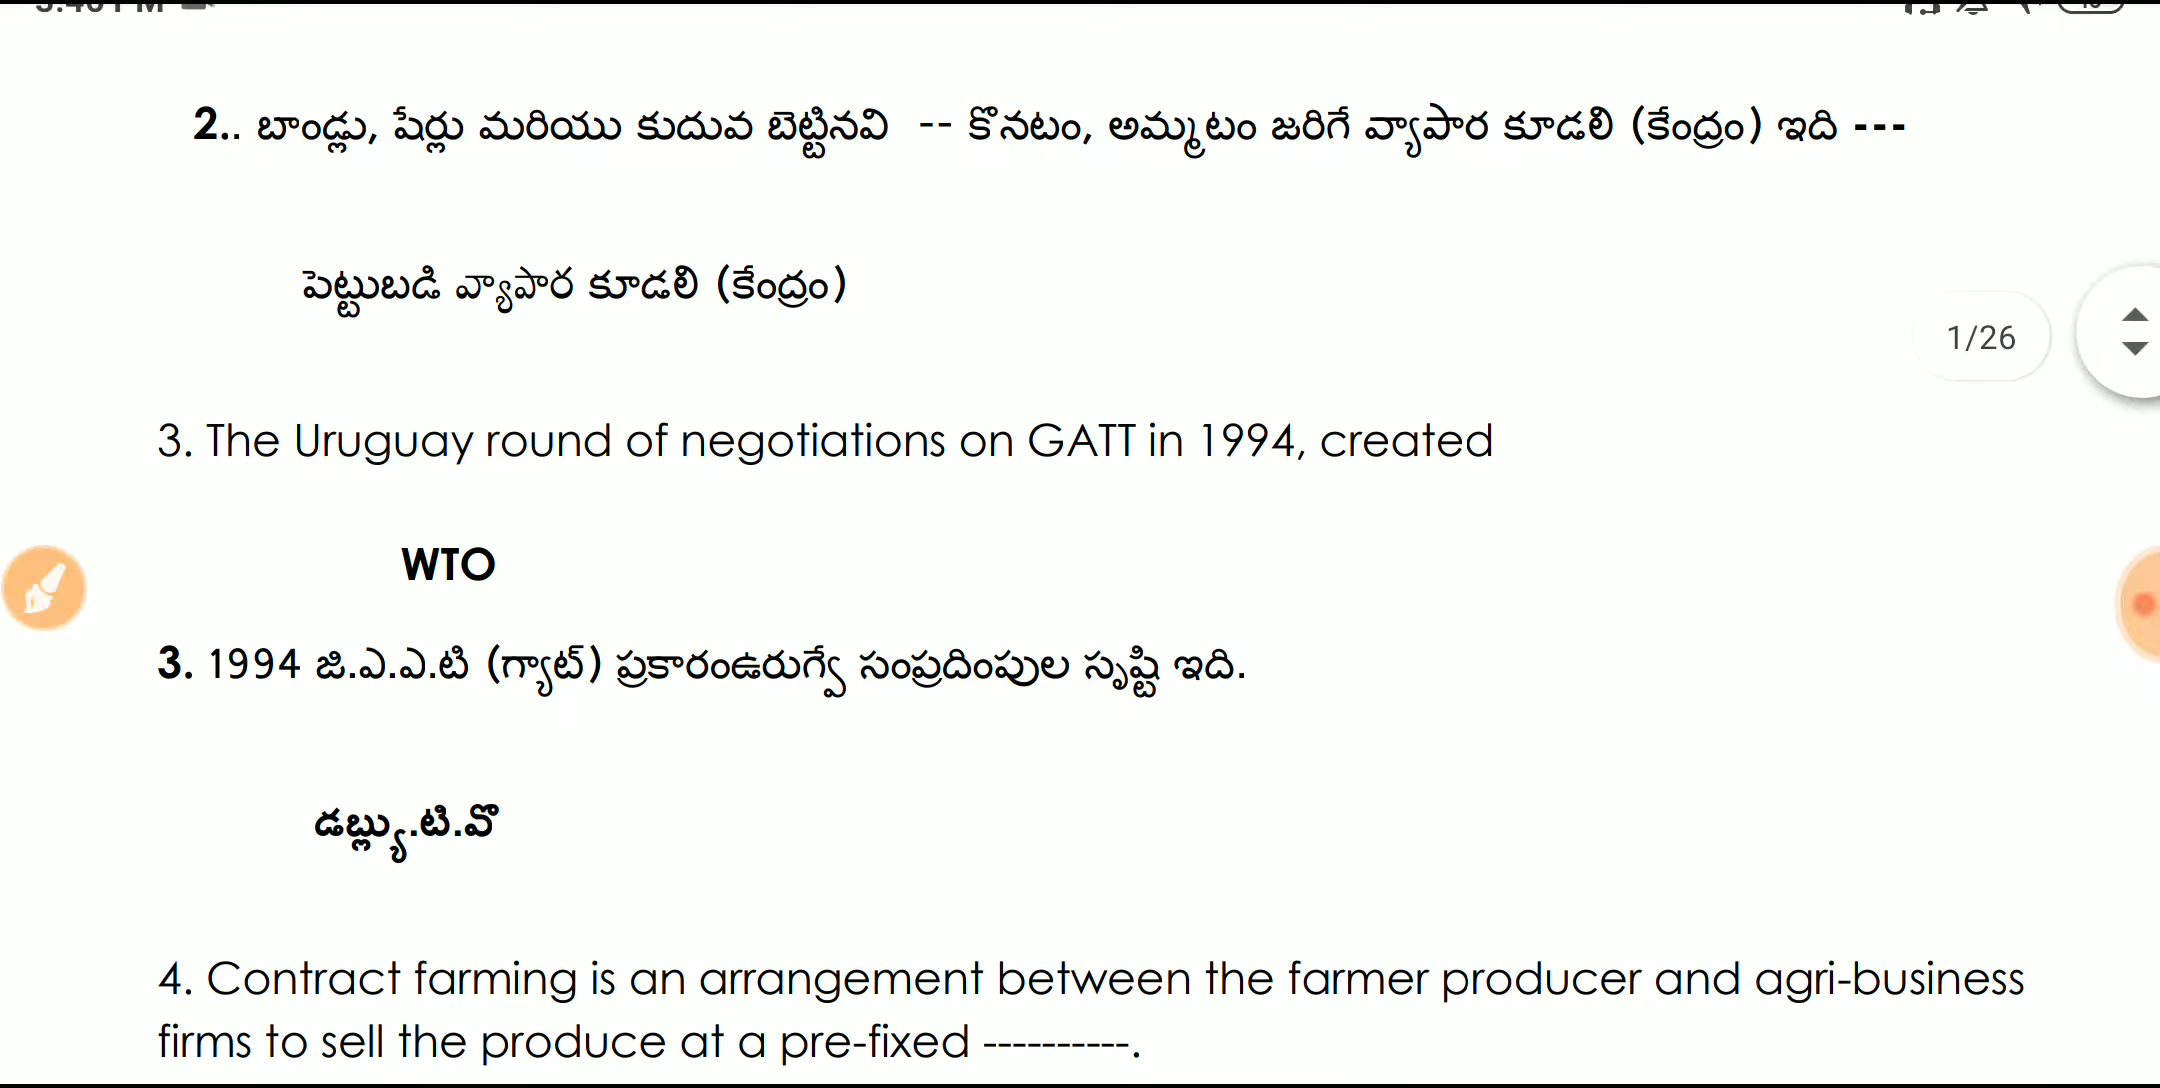 2.. బాండ్లు, షేర్లు మరియు కుదువ బెట్టినవి -- కొనటం, అమ్మటం జరిగే వ్యాపార కూడలి (కేంద్రం) ఇది ---
పెట్టుబడి వ్యాపార కూడలి (కేంద్రం)
1/26
3. The Uruguay round of negotiations on GATT in 1994, created
WTO
3. 1994 జి.ఎ.ఎ.టి (గ్యాట్) ప్రకారంఉరుగ్వే సంప్రదింపుల సృష్టి ఇది.
డబ్ల్యు.టి.వొ
4. Contract farming is an arrangement between the farmer producer and agri-business
firms to sell the produce at a pre-fixed ----------.